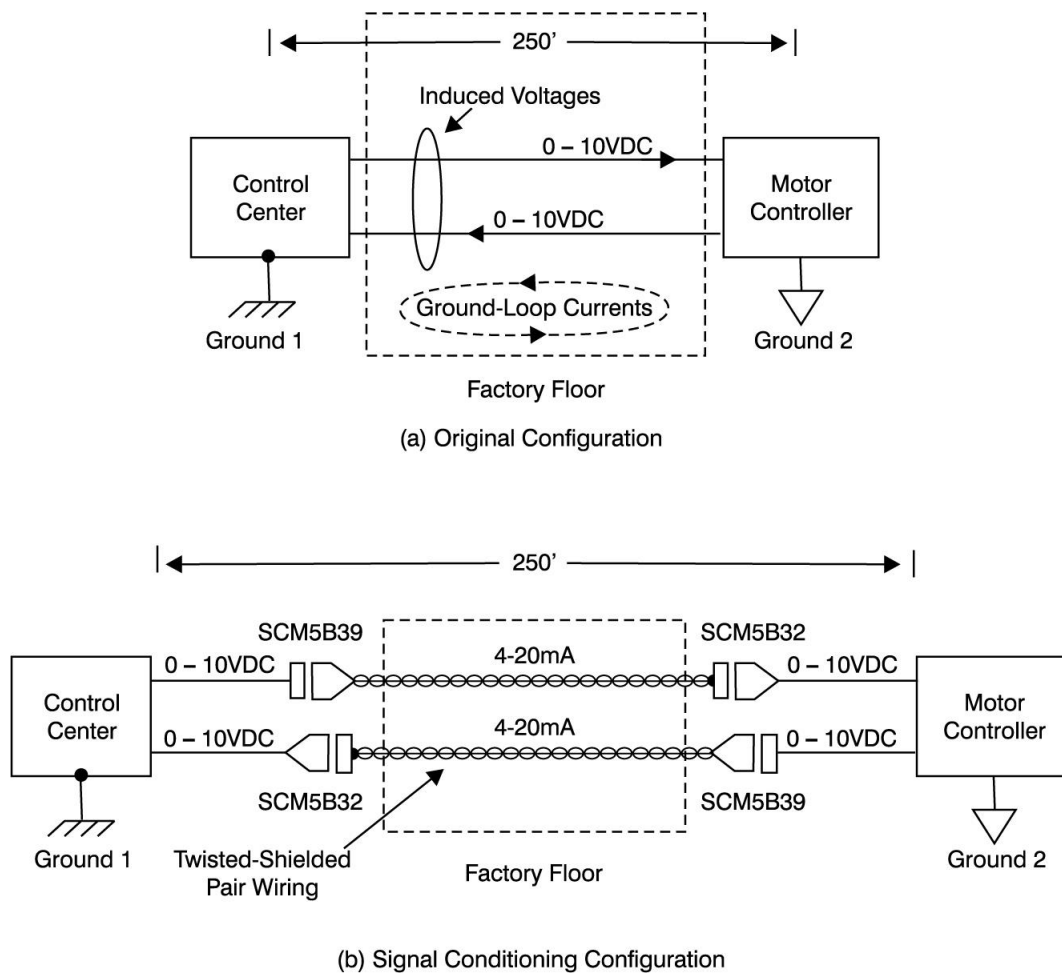 250’
Induced Voltages
0 – 10VDC
Control
Center
Motor
Controller
0 – 10VDC
Ground-Loop Currents
Ground 1
Ground 2
Factory Floor
(a) Original Configuration
250’
SCM5B39
SCM5B32
0 – 10VDC
4-20mA
0 – 10VDC
Control
Center
Motor
Controller
0 – 10VDC
4-20mA
0 – 10VDC
SCM5B32
SCM5B39
Ground 1
Twisted-Shielded
Pair Wiring
Factory Floor
Ground 2
(b) Signal Conditioning Configuration